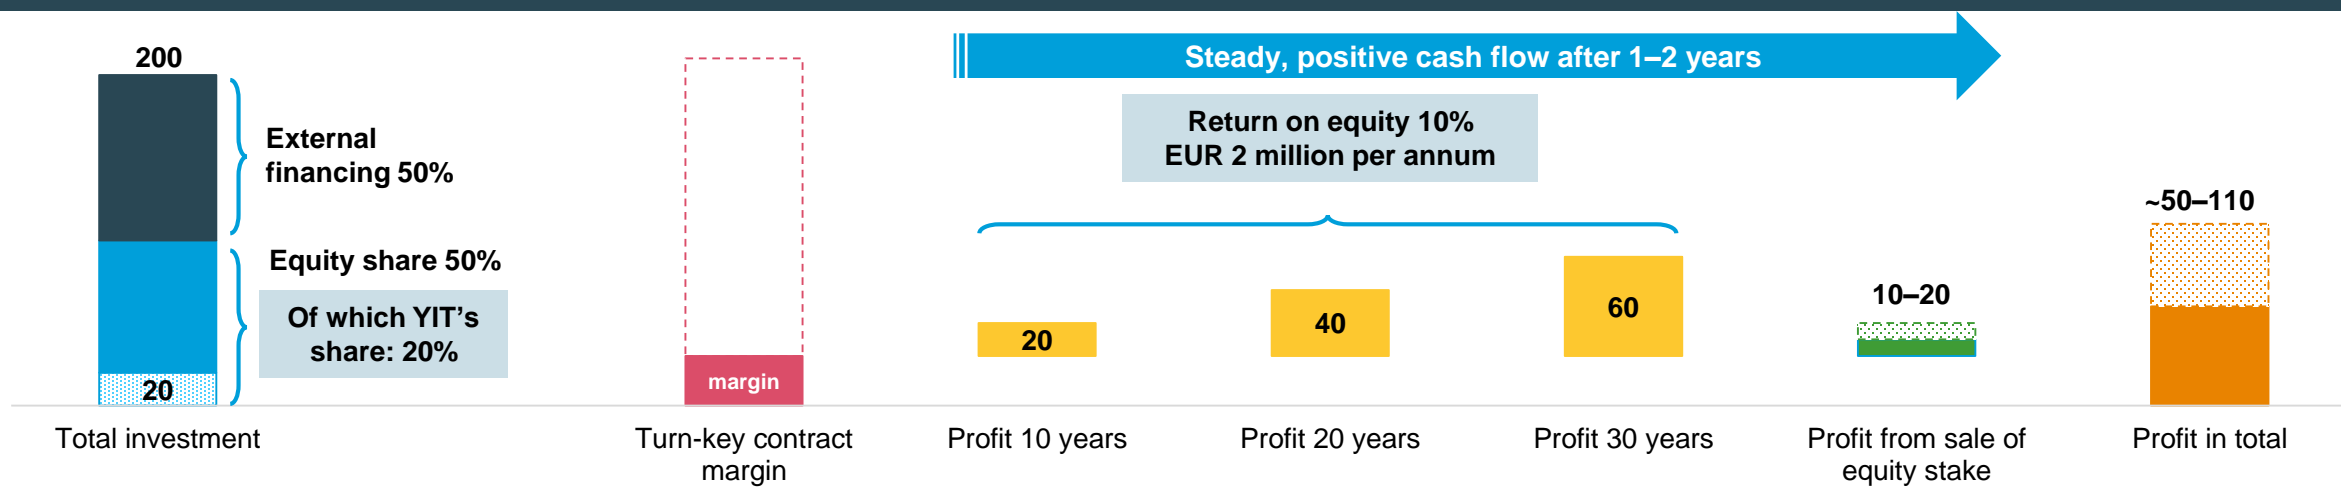 200
External
financing 50%
Equity share 50%
Of which YIT’s
share: 20%
20
Total investment
margin
Turn-key contract
margin
Steady, positive cash flow after 1–2 years
Return on equity 10%
EUR 2 million per annum
20
Profit 10 years
40
Profit 20 years
60
Profit 30 years
10–20
Profit from sale of
equity stake
~50–110
Profit in total